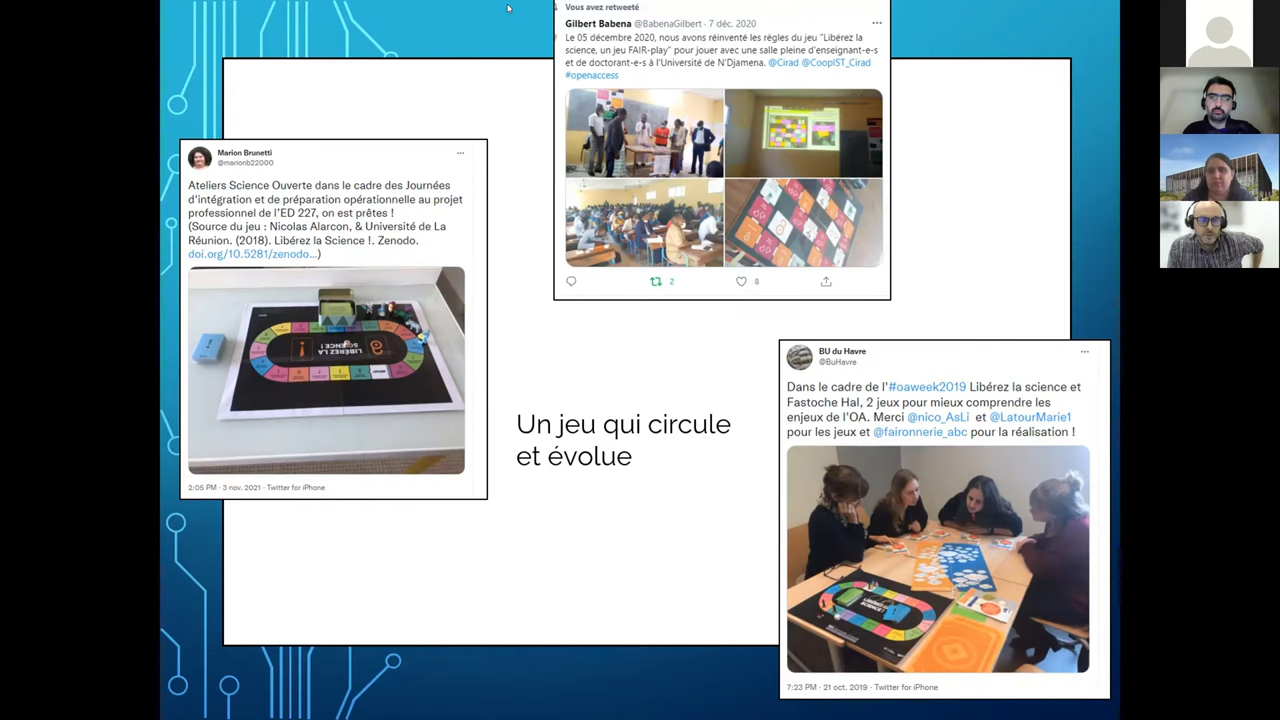 Vous avez retweeté
Gilbert Babena @BabenaGilbert · 7 déc. 2020
Le 05 décembre 2020, nous avons réinventé les règles du jeu "Libérez la
science, un jeu FAIR-play" pour jouer avec une salle pleine d'enseignant-e-s
et de doctorant-e-s à l'Université de N'Djamena. @Cirad @CoopIST_Cirad
#openaccess
2
8
Marion Brunetti
@marionb22000
Ateliers Science Ouverte dans le cadre des Journées
d'intégration et de préparation opérationnelle au projet
professionnel de l'ED 227, on est prêtes !
(Source du jeu : Nicolas Alarcon, & Université de La
Réunion. (2018). Libérez la Science !. Zenodo.
doi.org/10.5281/zenodo...)
LIBÉREZ LA
SCIENCE !
2:05 PM · 3 nov. 2021 · Twitter for iPhone
Un jeu qui circule
et évolue
BU du Havre
@BuHavre
Dans le cadre de l'#oaweek2019 Libérez la science et
Fastoche Hal, 2 jeux pour mieux comprendre les
enjeux de l'OA. Merci @nico_AsLi et @LatourMarie1
pour les jeux et @faironnerie_abc pour la réalisation !
7:23 PM · 21 oct. 2019 · Twitter for iPhone